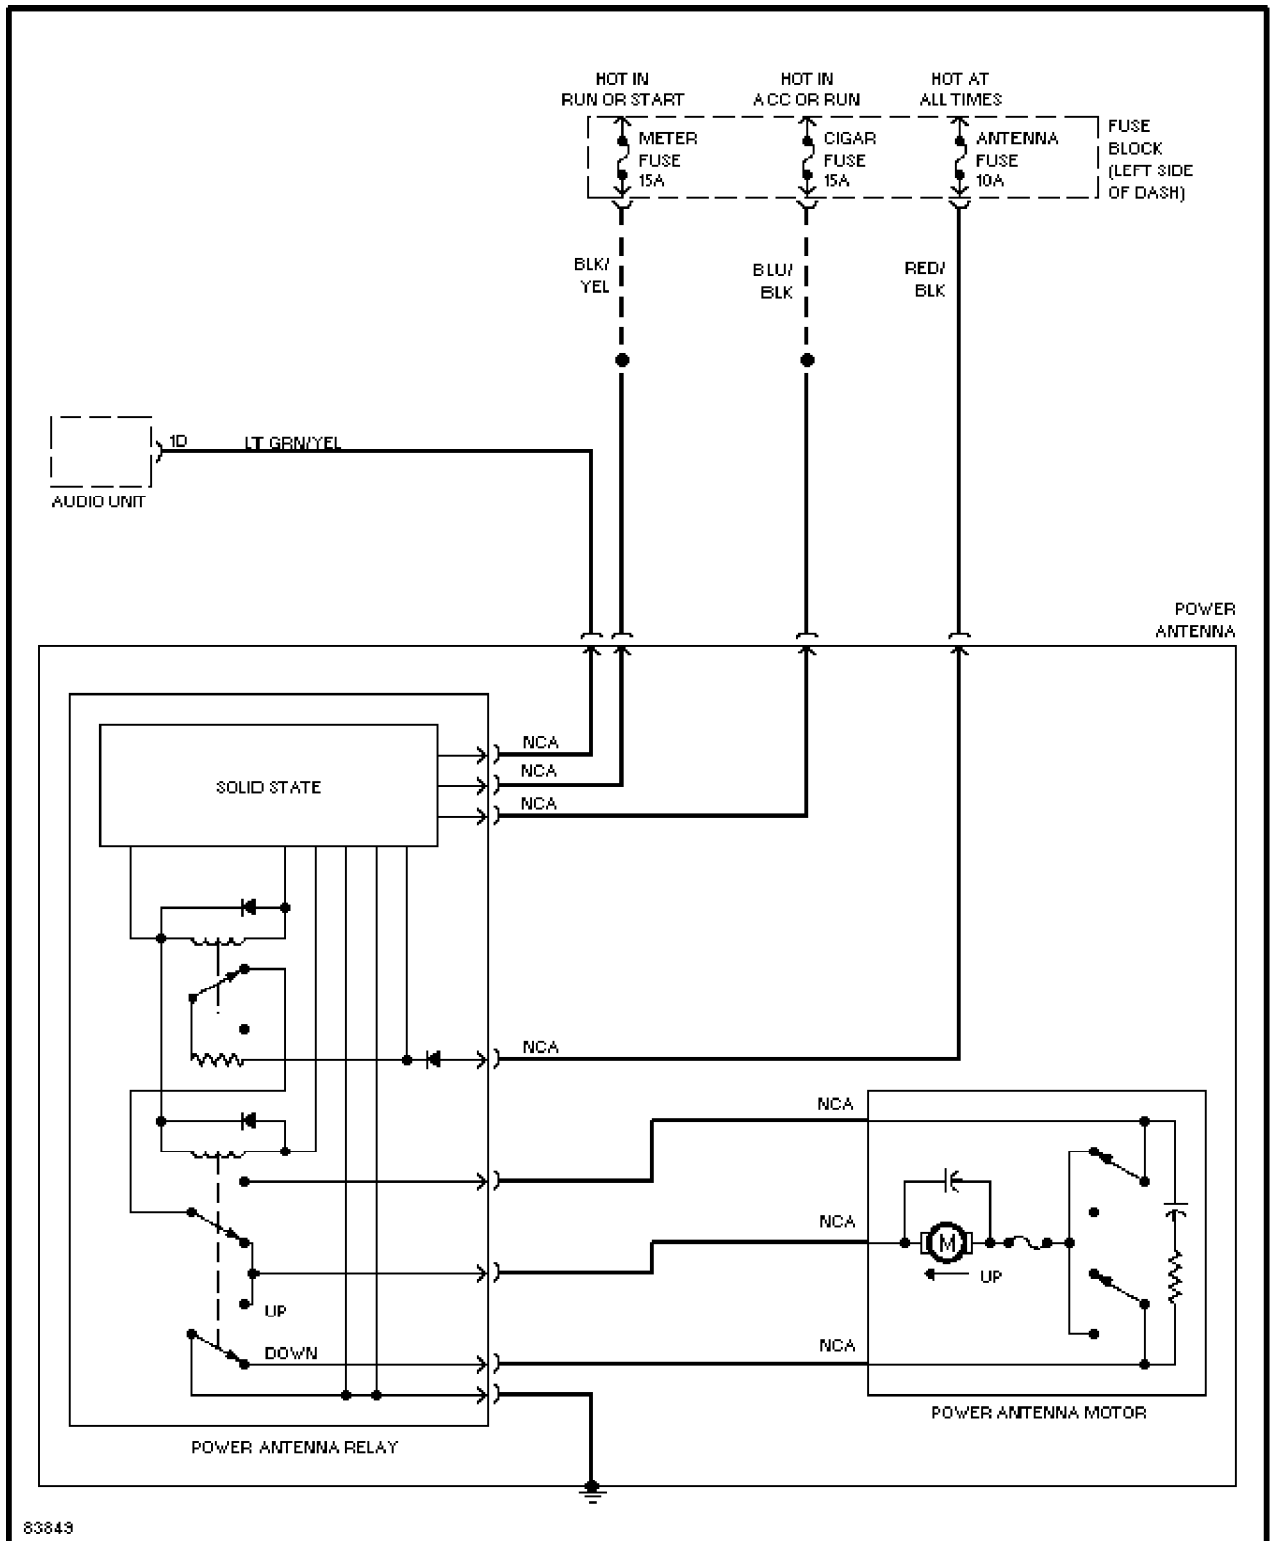 HOT IN
RUN OR START
HOT IN
ACC OR RUN
HOT AT
ALL TIMES
METER
FUSE
15A
CIGAR
FUSE
15A
ANTENNA
FUSE
10A
FUSE
BLOCK
(LEFT SIDE
OF DASH)
BLK/
YEL
BLU/
BLK
RED/
BLK
1D
LT GRN/YEL
AUDIO UNIT
POWER
ANTENNA
NCA
NCA
NCA
SOLID STATE
NCA
NCA
NCA
M
UP
UP
NCA
DOWN
POWER ANTENNA MOTOR
POWER ANTENNA RELAY
83849